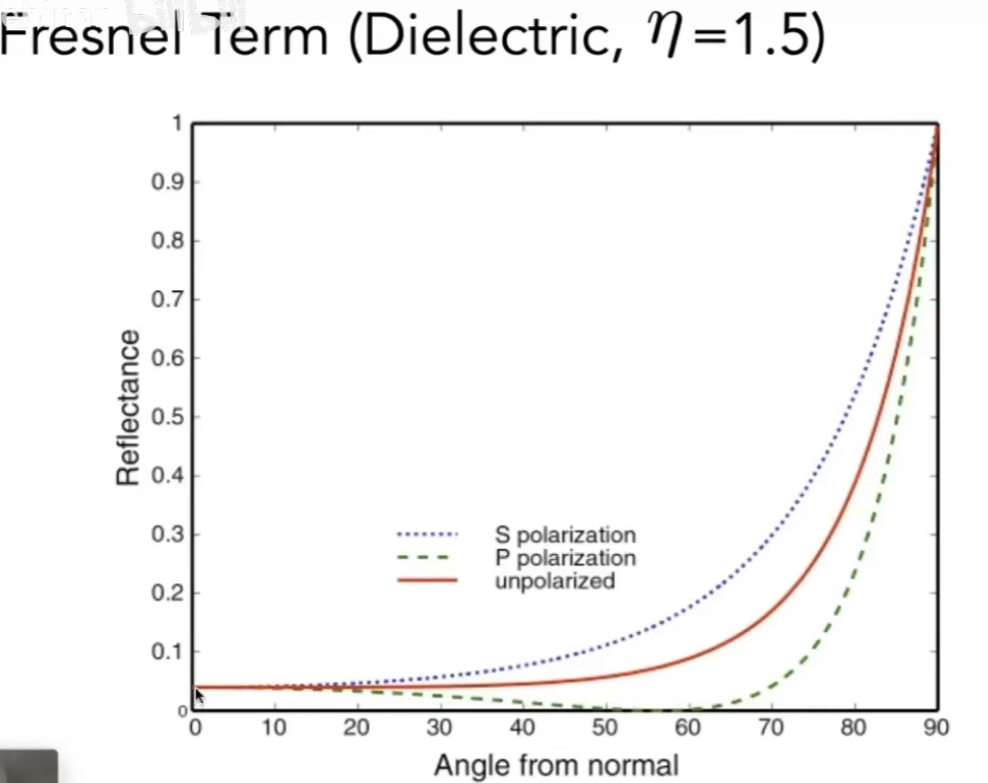 Fresnel Term (Dielectric, η=1.5)
1
0.9
0.8
0.7
0.6
0.5
0.4
0.3
0.2
0.1
0
Reflectance
S polarization
P polarization
unpolarized
0 10 20 30 40 50 60 70 80 90
Angle from normal